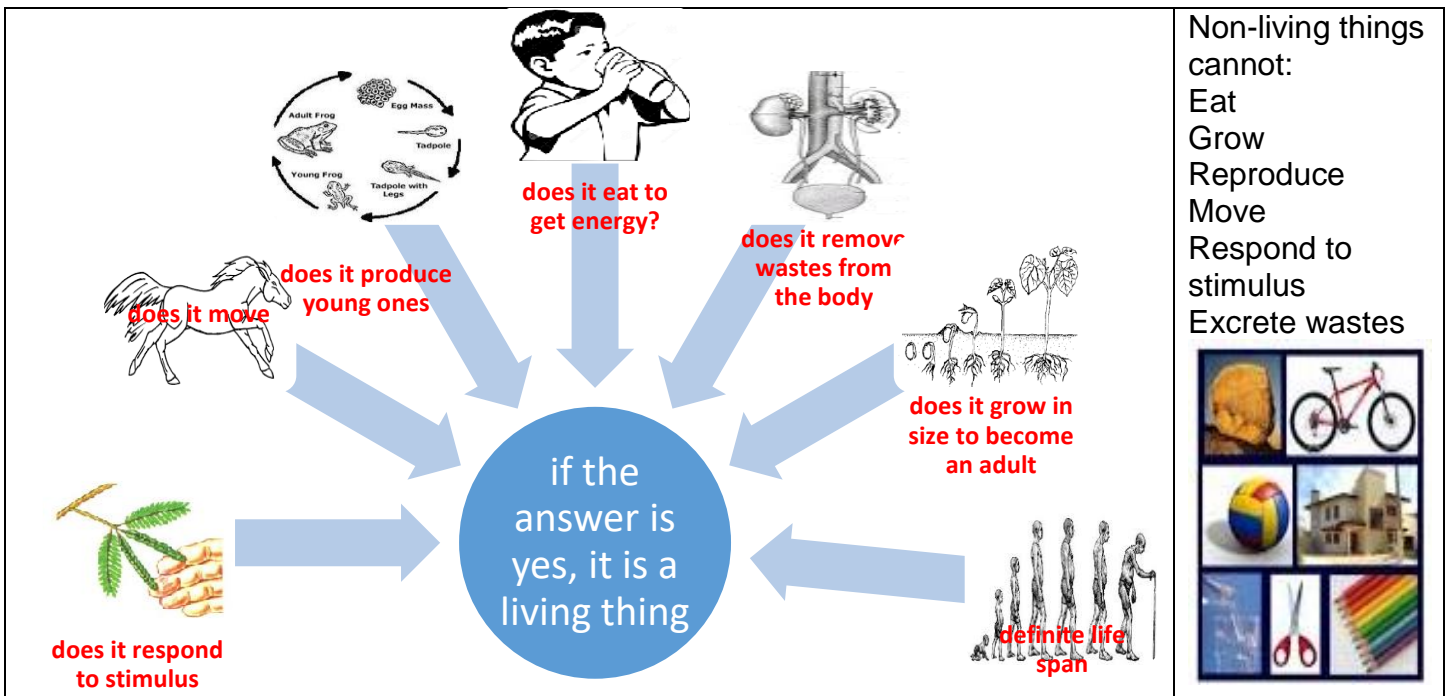 Egg Mass
Adult Frog
Tadpole
Young Frog
Tadpole with
Legs
does it eat to
get energy?
does it remove
wastes from
the body
does it produce
young ones
does it move
does it grow in
size to become
an adult
if the
answer is
yes, it is a
living thing
does it respond
to stimulus
definite life
span
Non-living things
cannot:
Eat
Grow
Reproduce
Move
Respond to
stimulus
Excrete wastes